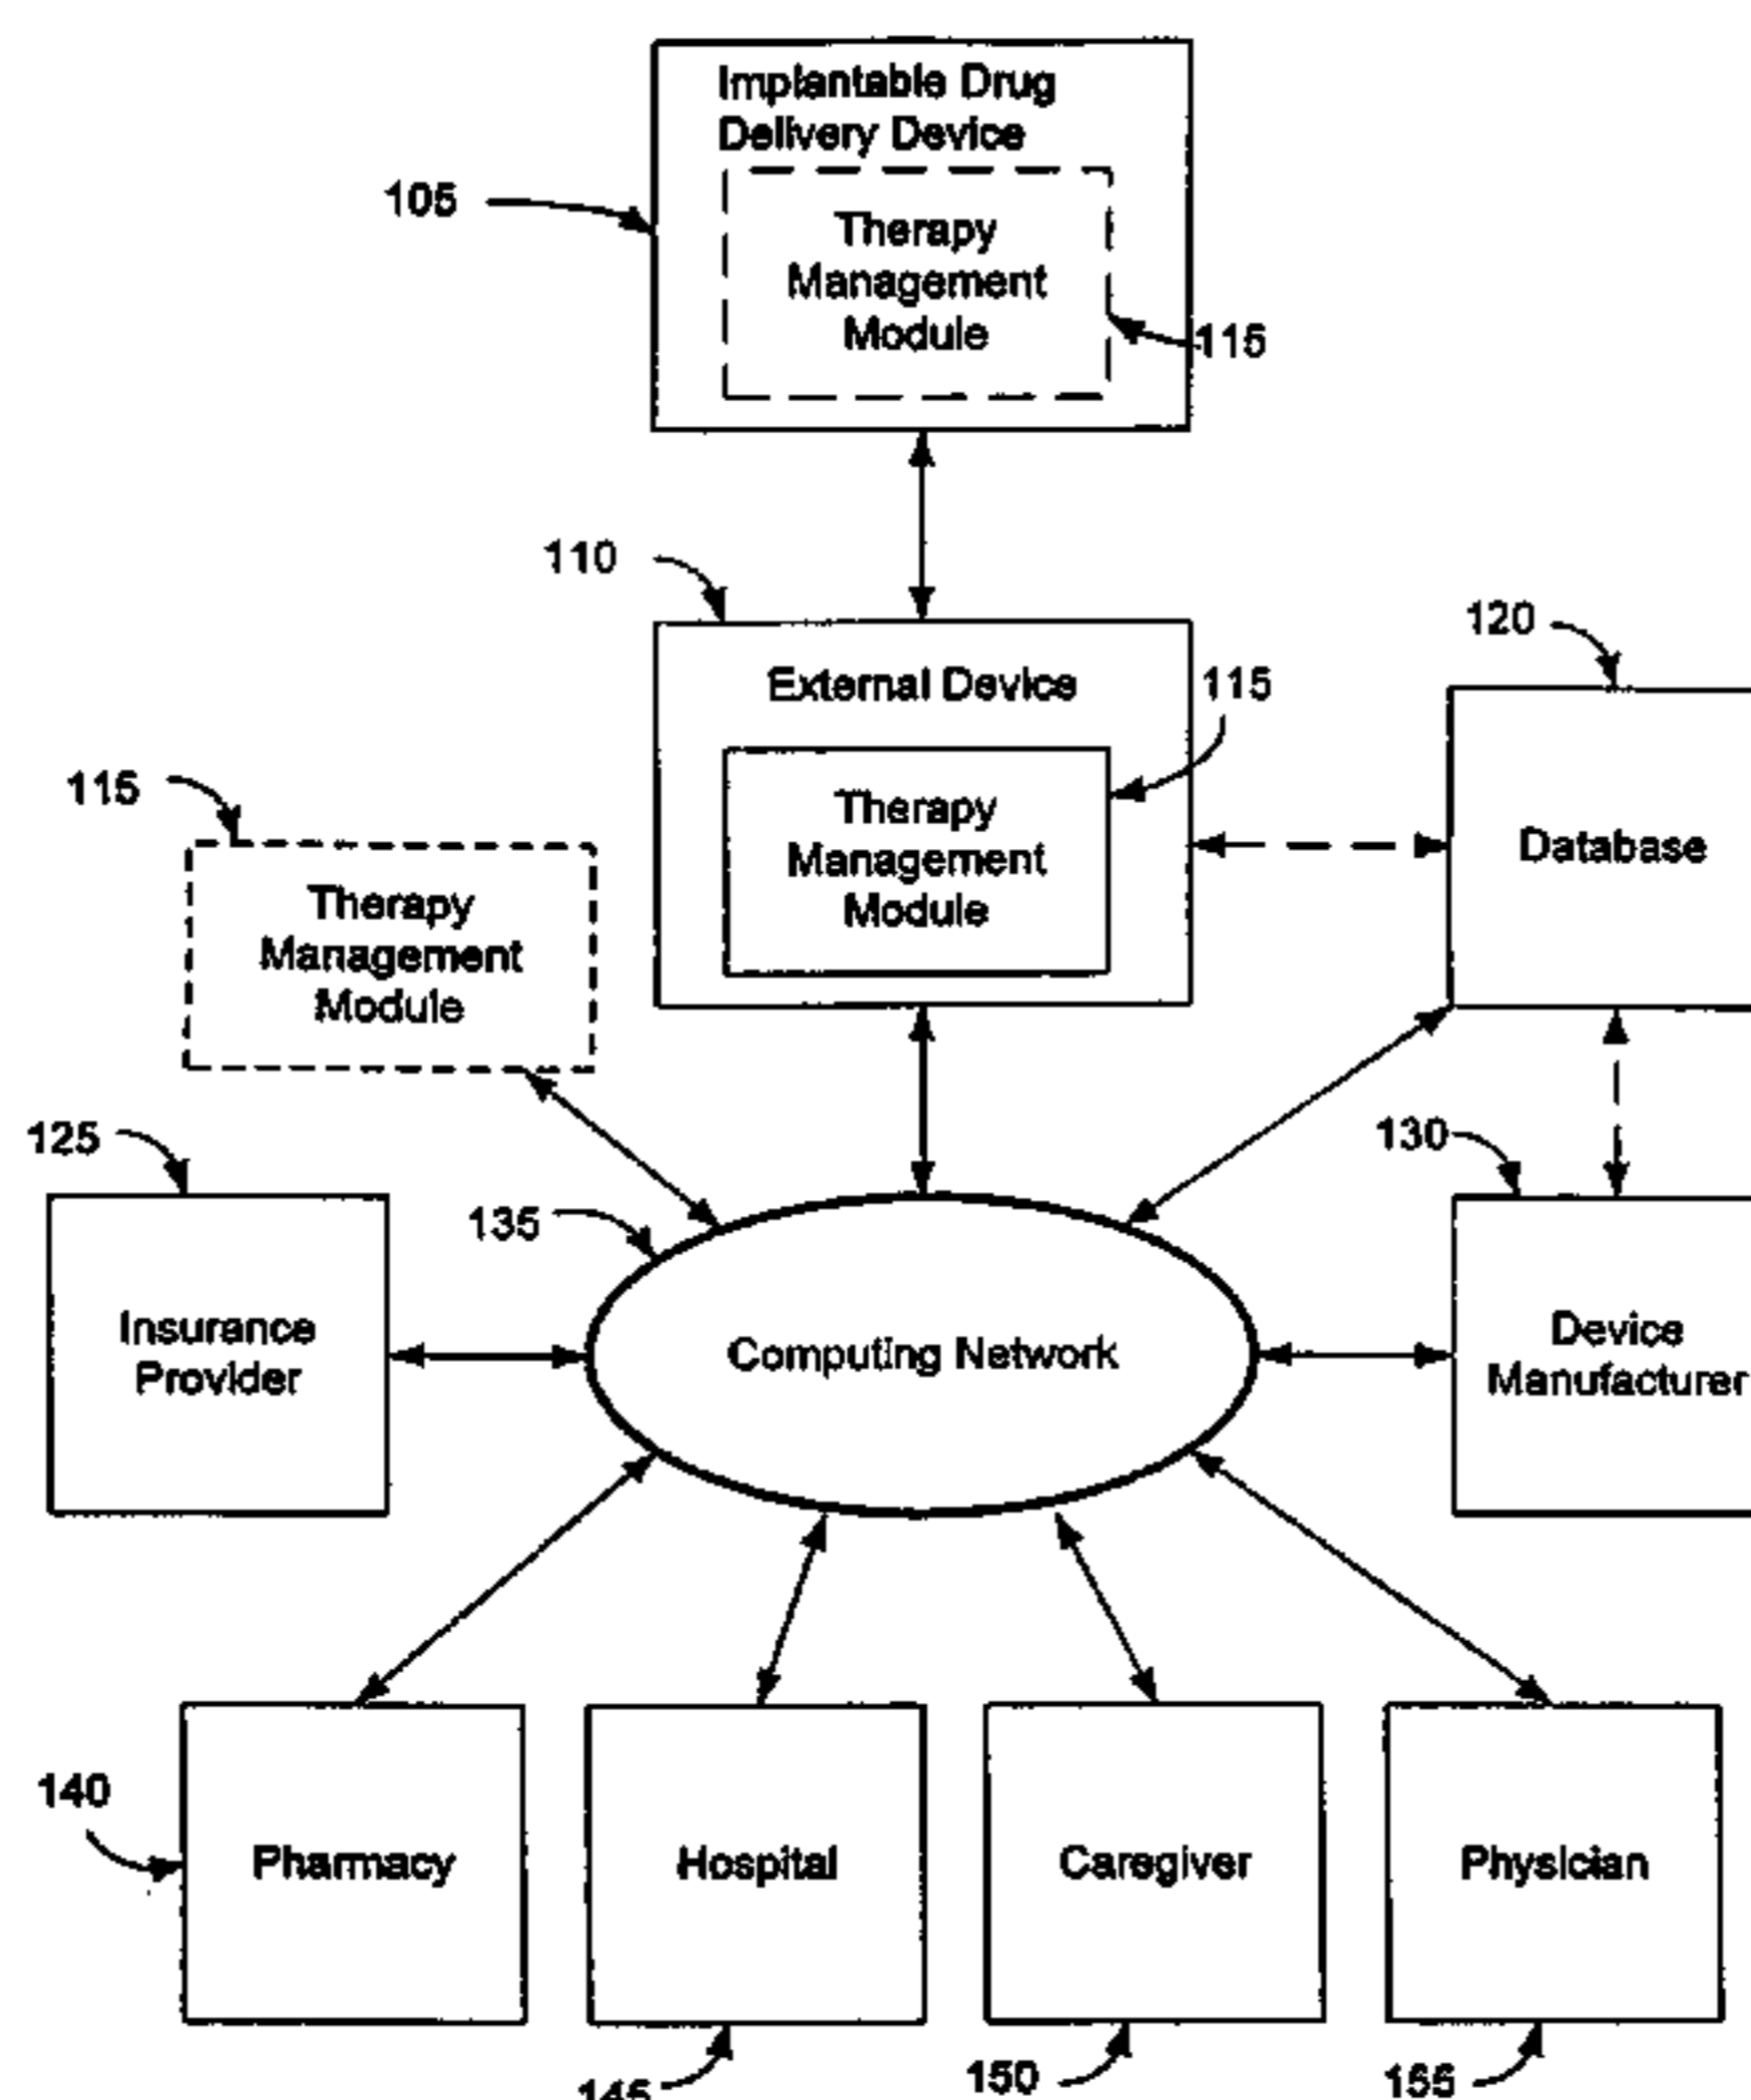 Implantable Drug
Delivery Device
105
Therapy
Management
Module
115
110
External Device
115
120
Therapy
Management
Module
Database
115
Therapy
Management
Module
125
130
135
Insurance
Provider
Computing Network
Device
Manufacturer
140
Pharmacy
Hospital
Caregiver
Physician
145
150
155